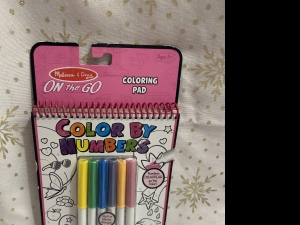 Melissa & Doug
ON the GO
COLORING
PAD
COLOR BY
NUMBERS